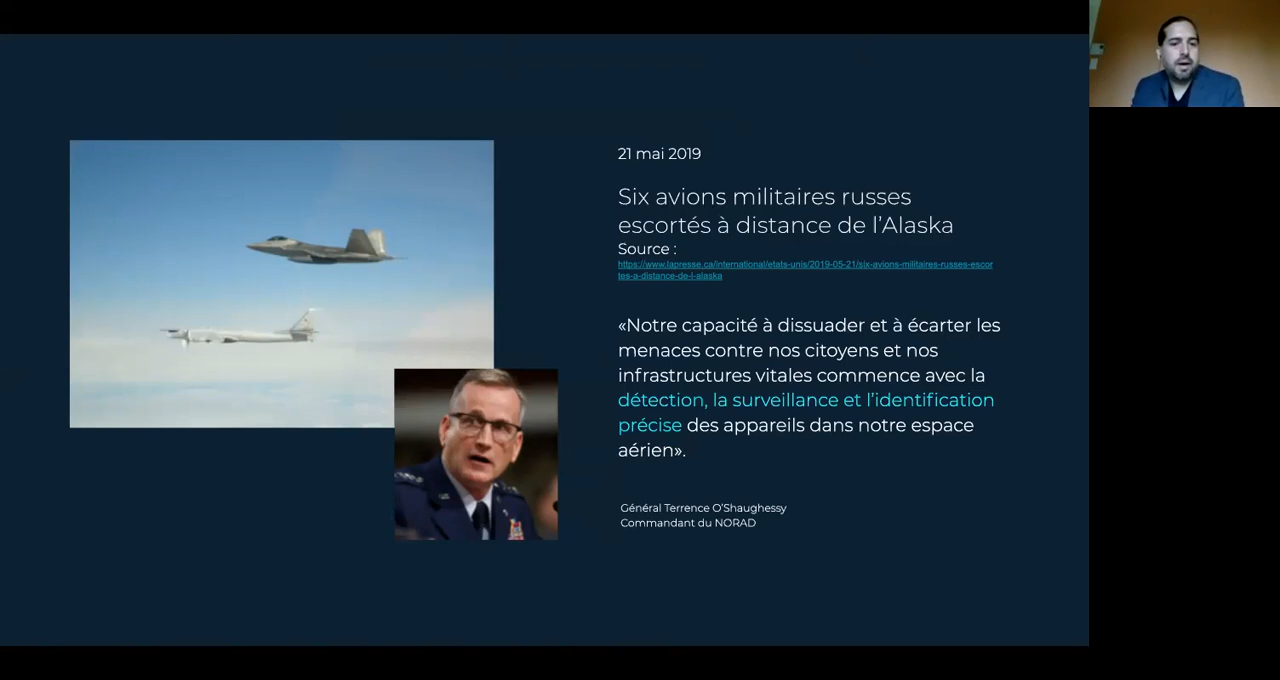 21 mai 2019
Six avions militaires russes
escortés à distance de l’Alaska
Source :
https://www.lapresse.ca/international/etats-unis/2019-05-21/six-avions-militaires-russes-escor
tes-a-distance-de-l-alaska
«Notre capacité à dissuader et à écarter les
menaces contre nos citoyens et nos
infrastructures vitales commence avec la
détection, la surveillance et l’identification
précise des appareils dans notre espace
aérien».
Général Terrence O’Shaughessy
Commandant du NORAD